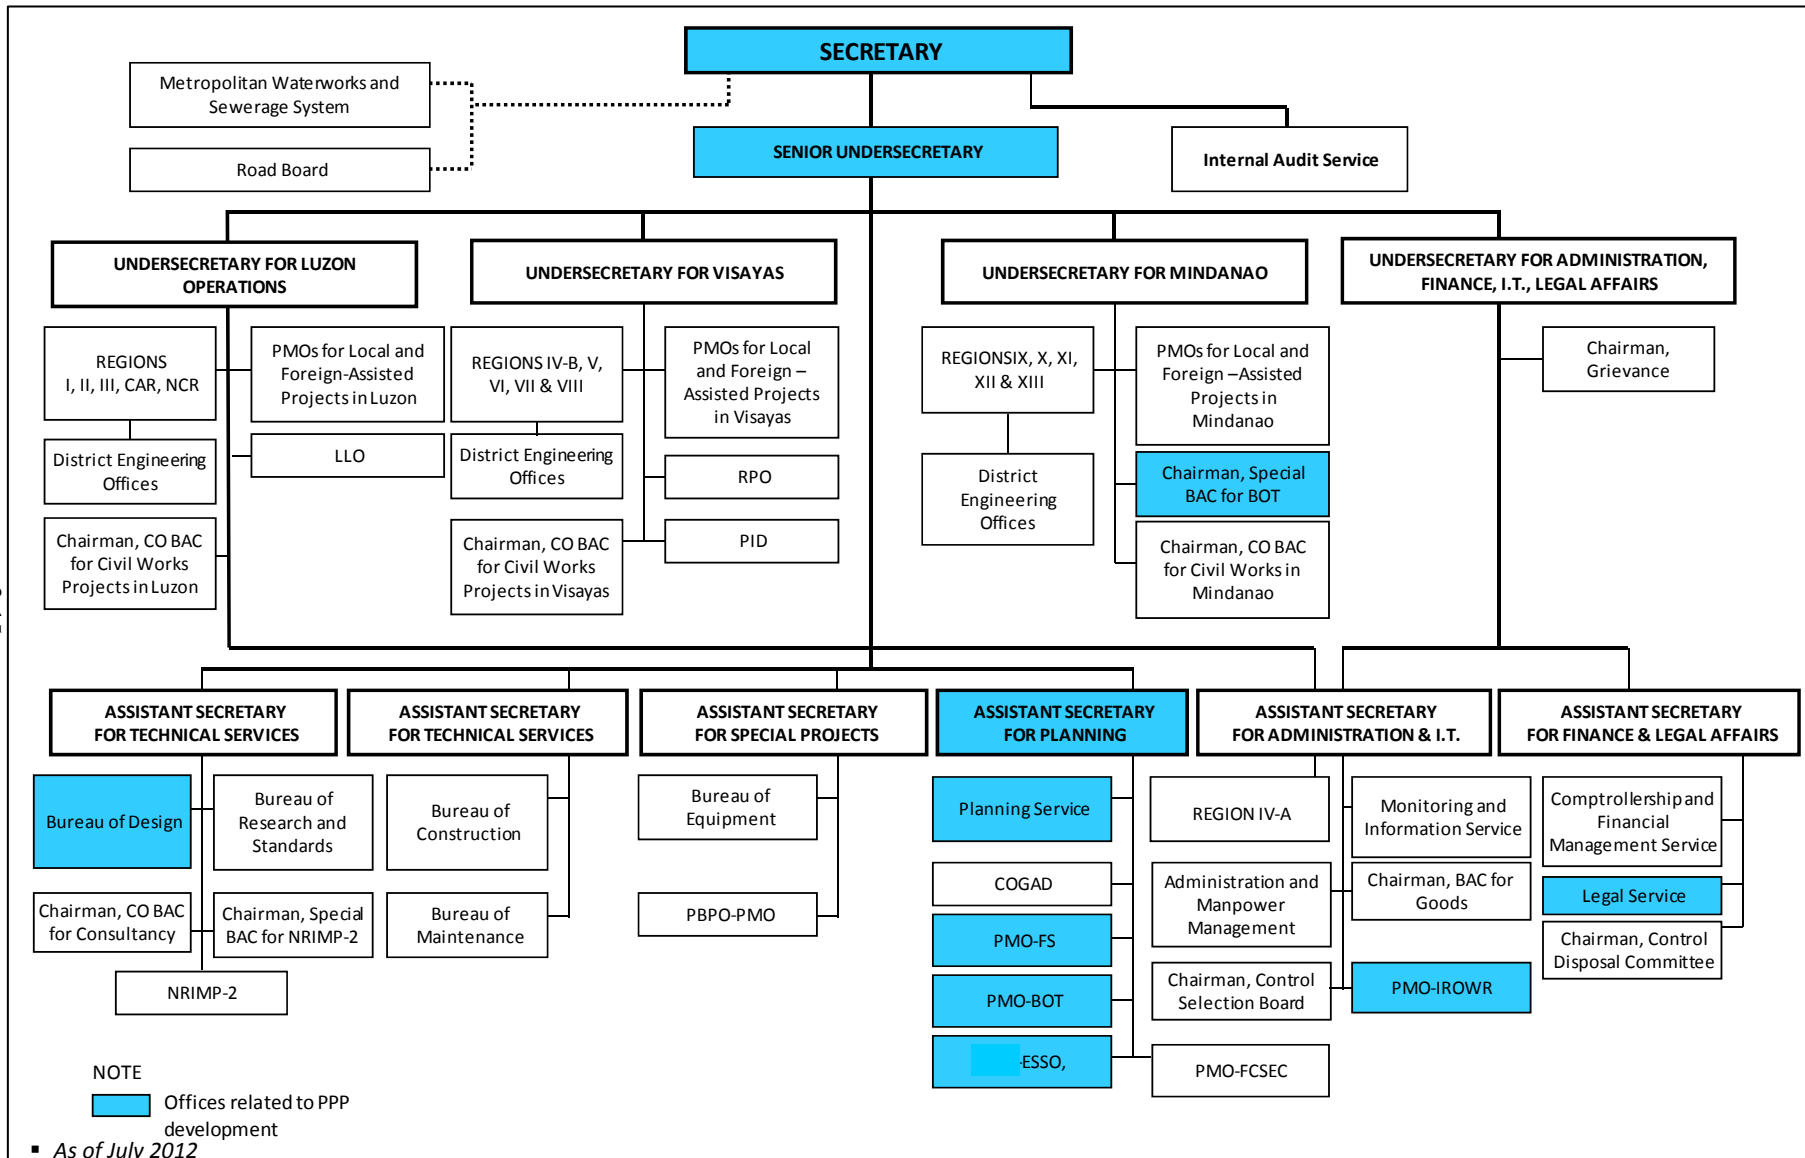 SECRETARY
Metropolitan Waterworks and
Sewerage System
Road Board
SENIOR UNDERSECRETARY
Internal Audit Service
UNDERSECRETARY FOR LUZON
OPERATIONS
UNDERSECRETARY FOR VISAYAS
UNDERSECRETARY FOR MINDANAO
UNDERSECRETARY FOR ADMINISTRATION,
FINANCE, I.T., LEGAL AFFAIRS
REGIONS
I, II, III, CAR, NCR
PMOs for Local and
Foreign-Assisted
Projects in Luzon
District Engineering
Offices
LLO
Chairman, CO BAC
for Civil Works
Projects in Luzon
REGIONS IV-B, V,
VI, VII & VIII
PMOs for Local
and Foreign –
Assisted Projects
in Visayas
District Engineering
Offices
RPO
Chairman, CO BAC
for Civil Works
Projects in Visayas
PID
REGIONSIX, X, XI,
XII & XIII
PMOs for Local and
Foreign –Assisted
Projects in
Mindanao
District
Engineering
Offices
Chairman, Special
BAC for BOT
Chairman, CO BAC
for Civil Works in
Mindanao
Chairman,
Grievance
ASSISTANT SECRETARY
FOR TECHNICAL SERVICES
ASSISTANT SECRETARY
FOR TECHNICAL SERVICES
ASSISTANT SECRETARY
FOR SPECIAL PROJECTS
ASSISTANT SECRETARY
FOR PLANNING
ASSISTANT SECRETARY
FOR ADMINISTRATION & I.T.
ASSISTANT SECRETARY
FOR FINANCE & LEGAL AFFAIRS
Bureau of Design
Bureau of
Research and
Standards
Chairman, CO BAC
for Consultancy
Chairman, Special
BAC for NRIMP-2
NRIMP-2
Bureau of
Construction
Bureau of
Maintenance
Bureau of
Equipment
PBPO-PMO
Planning Service
COGAD
PMO-FS
PMO-BOT
-ESSO,
PMO-FCSEC
REGION IV-A
Monitoring and
Information Service
Administration and
Manpower
Management
Chairman, BAC for
Goods
Chairman, Control
Selection Board
PMO-IROWR
Comptrollership and
Financial
Management Service
Legal Service
Chairman, Control
Disposal Committee
NOTE
Offices related to PPP
development
▪ As of July 2012